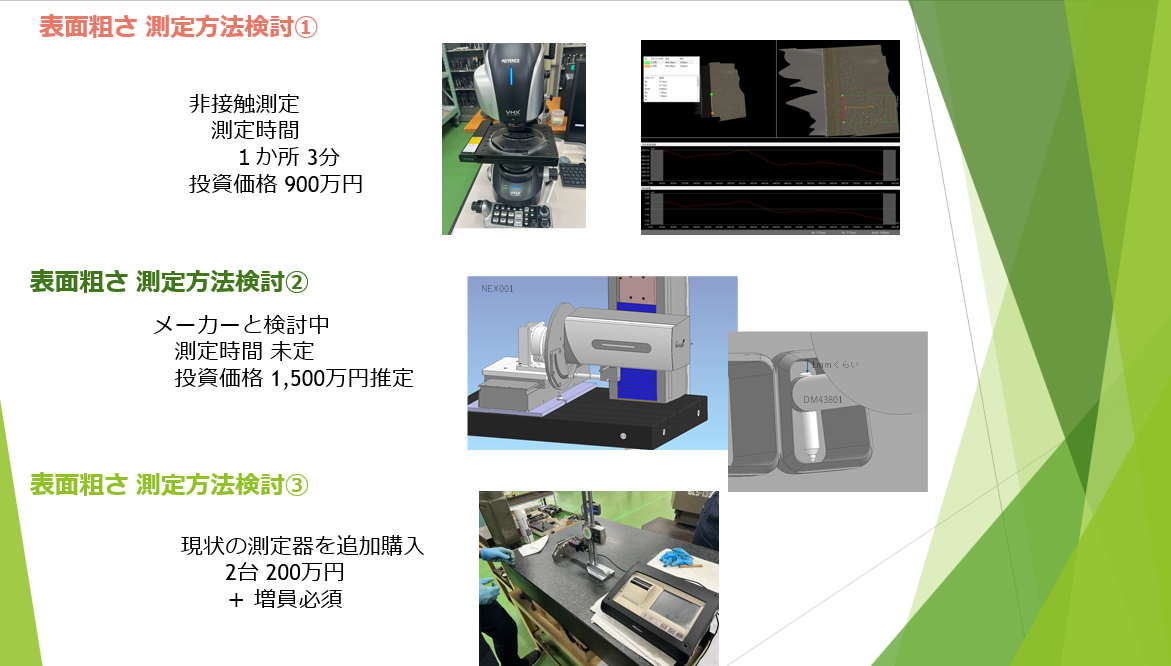 表面粗さ 測定方法検討①
非接触測定
測定時間
１か所 3分
投資価格 900万円
KEYENCE
VHX
表面粗さ 測定方法検討②
メーカーと検討中
測定時間 未定
投資価格 1,500万円推定
NEX001
1mmくらい
DM43801
表面粗さ 測定方法検討③
現状の測定器を追加購入
2台 200万円
＋ 増員必須